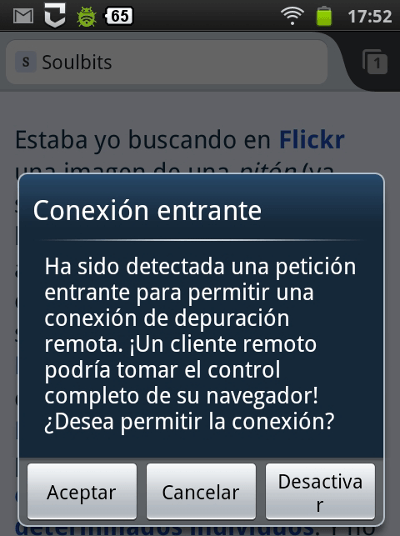 65
17:52
S Soulbits
1
Estaba yo buscando en Flickr
una imagen de una pitón (ya
Conexión entrante
Ha sido detectada una petición
entrante para permitir una
conexión de depuración
remota. ¡Un cliente remoto
podría tomar el control
completo de su navegador!
¿Desea permitir la conexión?
Aceptar
Cancelar
Desactiva
r
determinados individuos. Y no